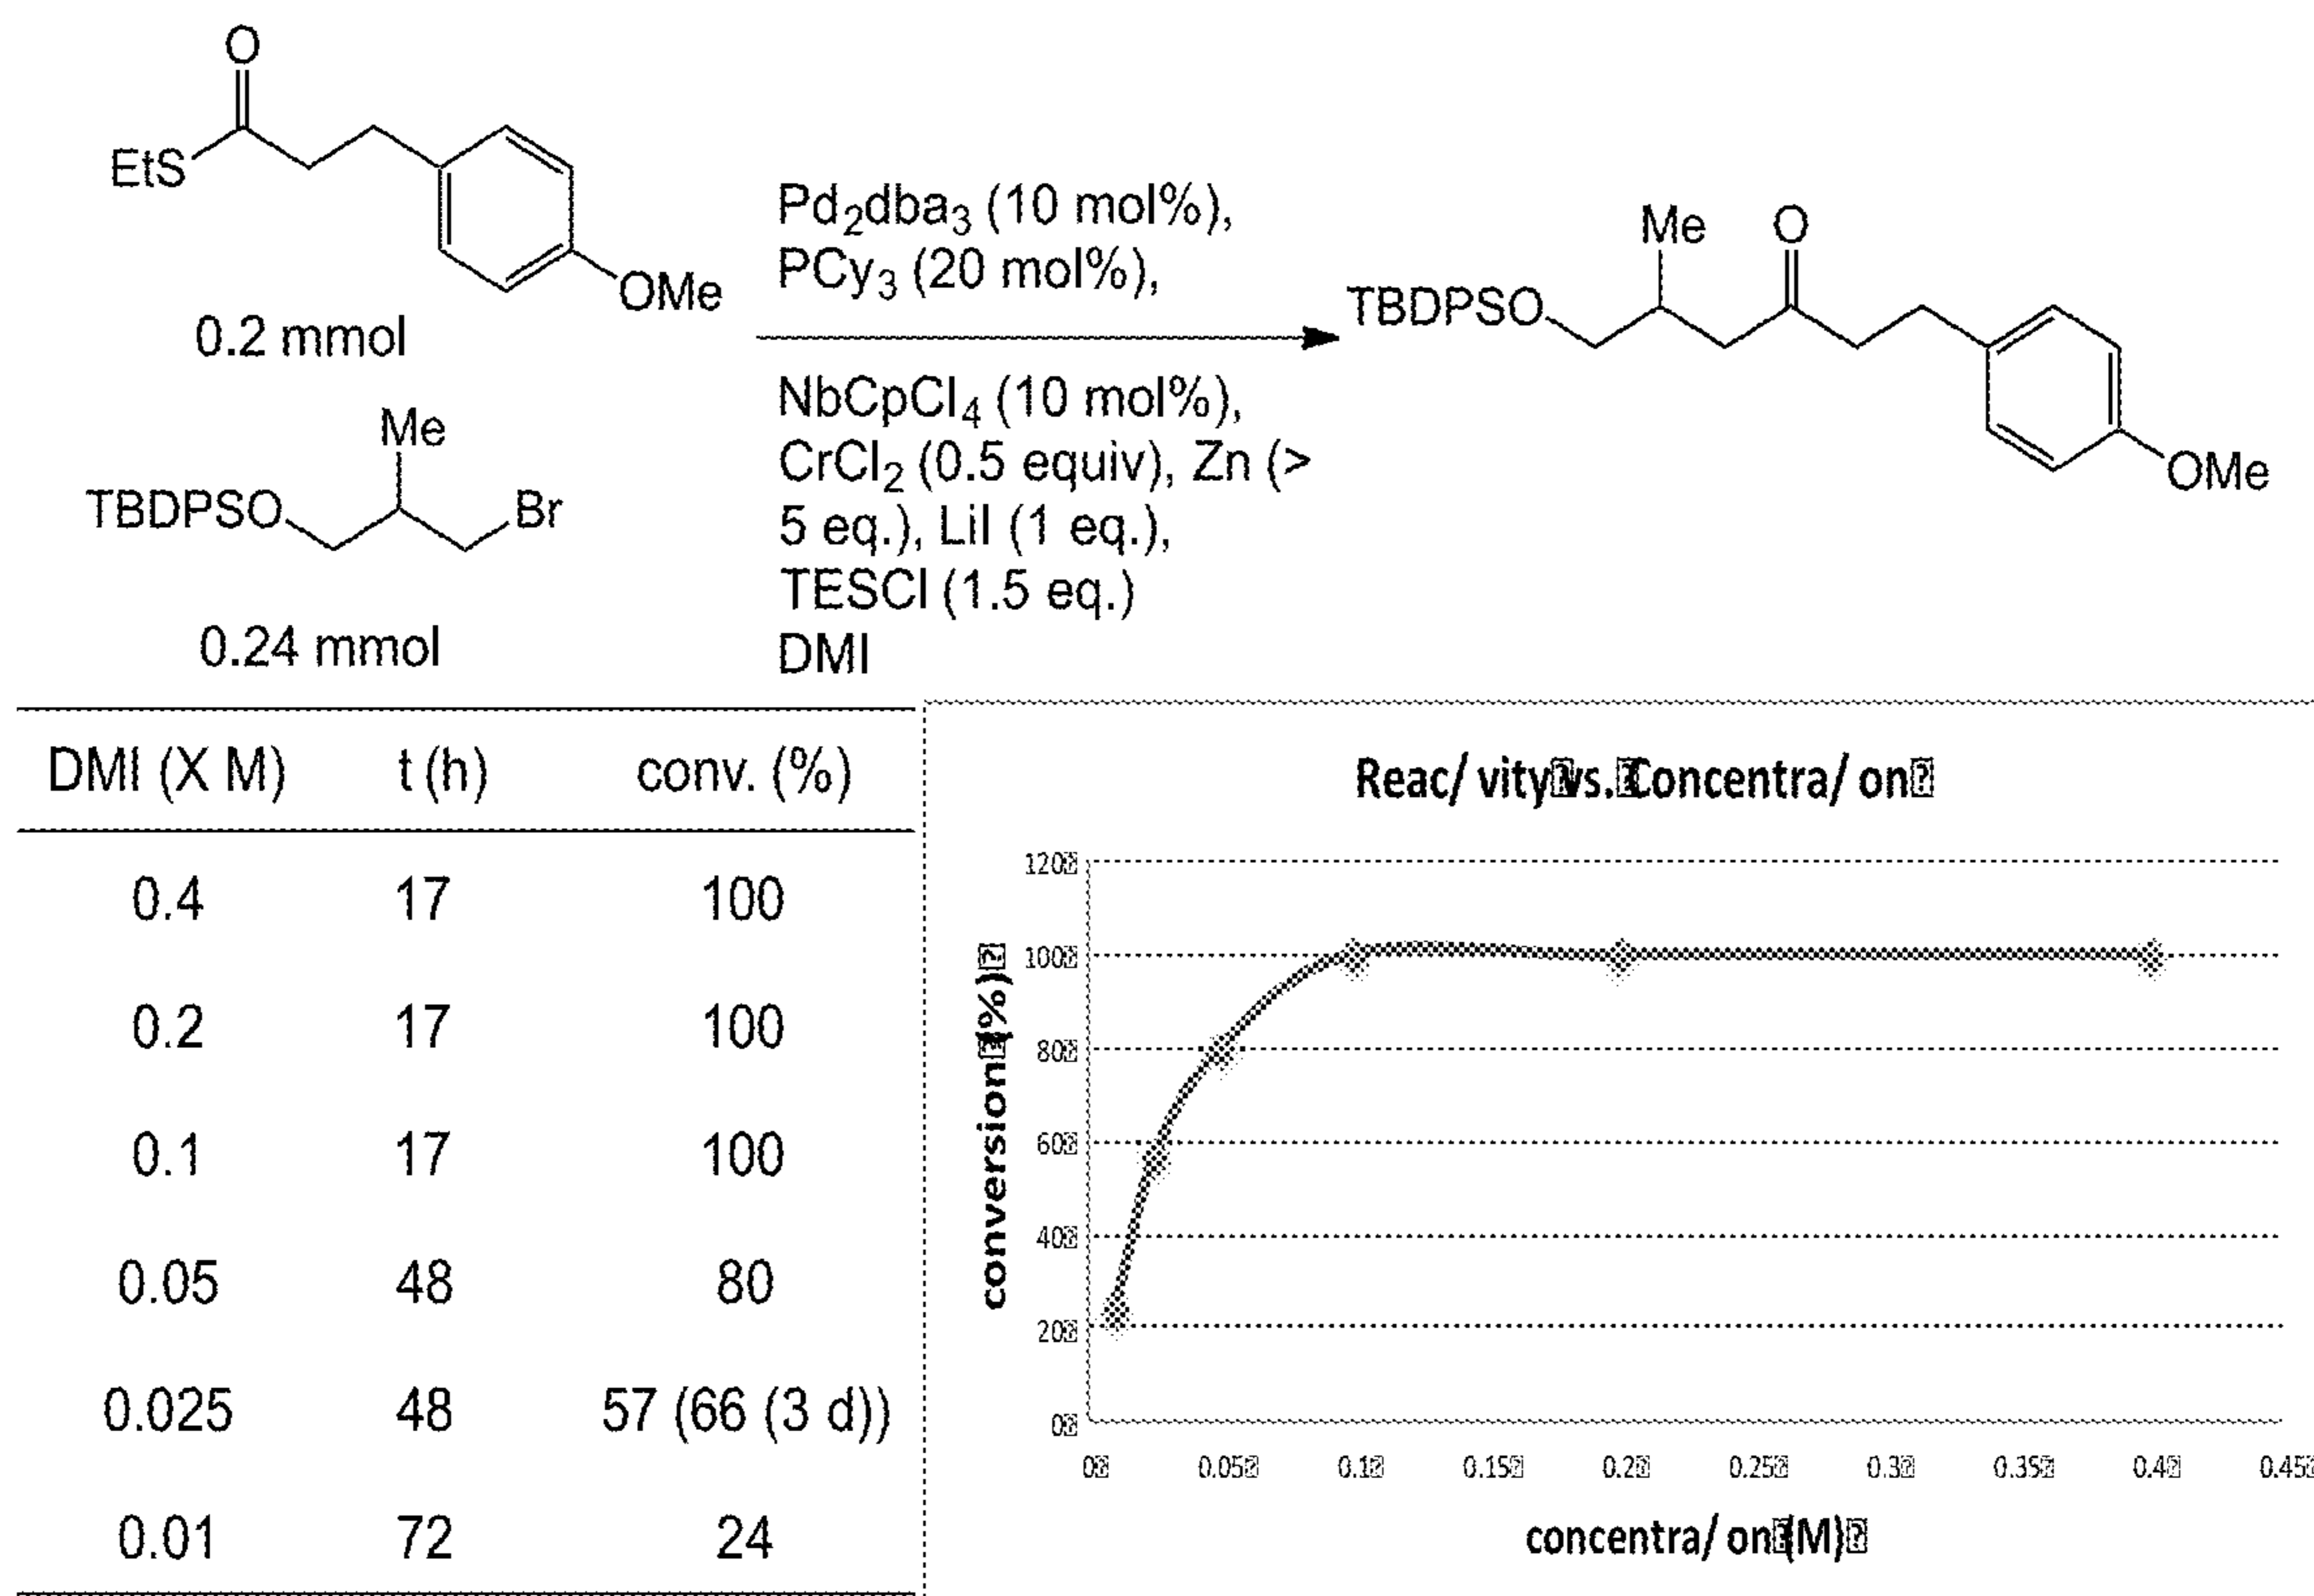 O
EtS
OMe
0.2 mmol
Me
TBDPSO
Br
0.24 mmol
Pd₂dba₃ (10 mol%),
PCy₃ (20 mol%),
NbCpCl₄ (10 mol%),
CrCl₂ (0.5 equiv), Zn (>
5 eq.), LiI (1 eq.),
TESCl (1.5 eq.)
DMI
Me O
TBDPSO
OMe
DMI (X M) t (h) conv. (%)
0.4 17 100
0.2 17 100
0.1 17 100
0.05 48 80
0.025 48 57 (66 (3 d))
0.01 72 24
Reac/ vity⍰vs.⍰Concentra/ on⍰
conversion⍰(%)⍰
120⍰
100⍰
80⍰
60⍰
40⍰
20⍰
0⍰
0⍰ 0.05⍰ 0.1⍰ 0.15⍰ 0.2⍰ 0.25⍰ 0.3⍰ 0.35⍰ 0.4⍰ 0.45⍰
concentra/ on⍰(M)⍰